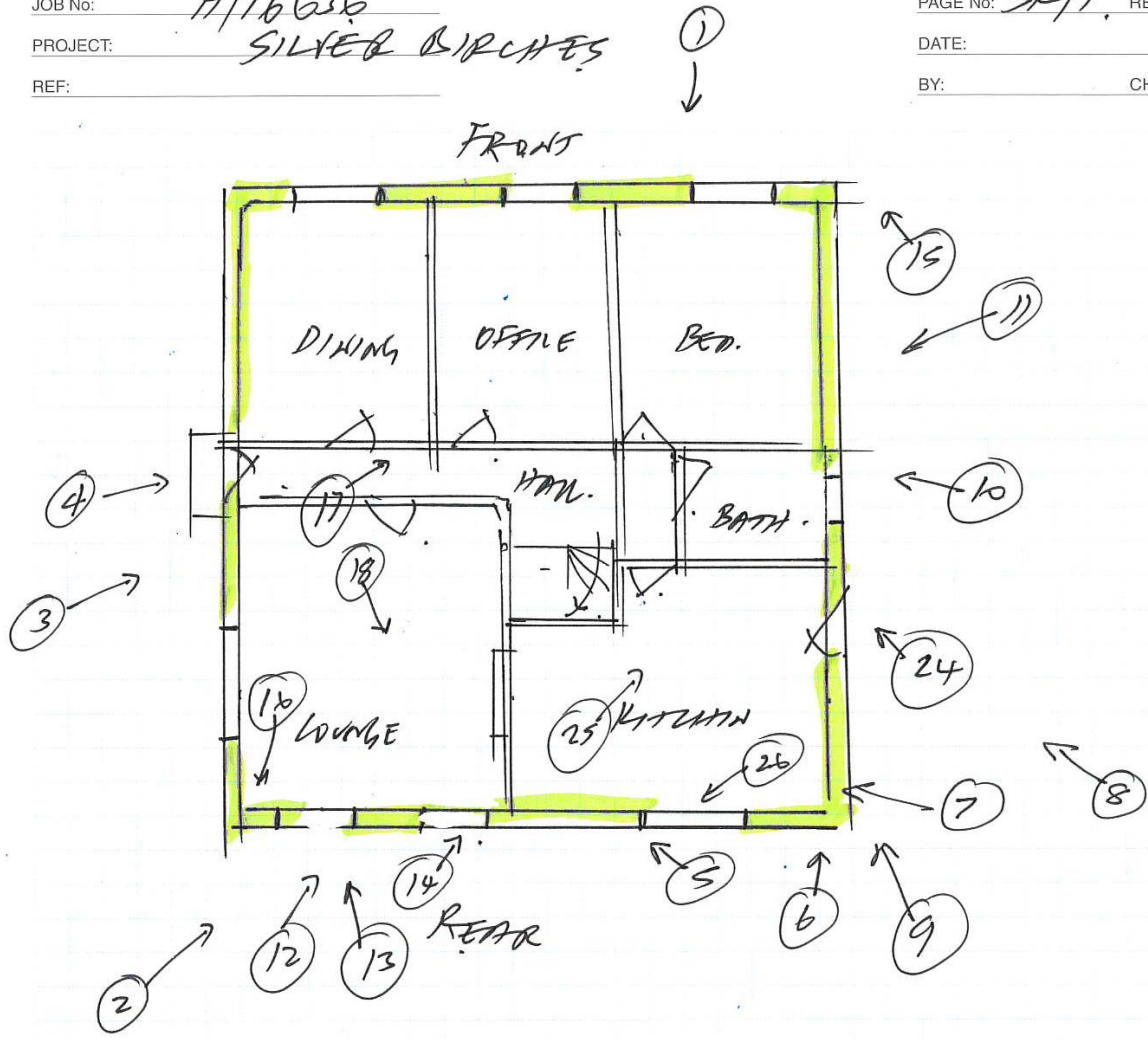 JOB No:
PAGE No: RE
PROJECT: SILVER BIRCHES
DATE:
REF:
BY: CH
1
FRONT
15
11
DINING OFFICE BED.
4
17
HALL.
BATH.
10
3
18
24
16
LOUNGE
25
KITCHEN
26
8
7
14
5
6
9
12
13
REAR
2